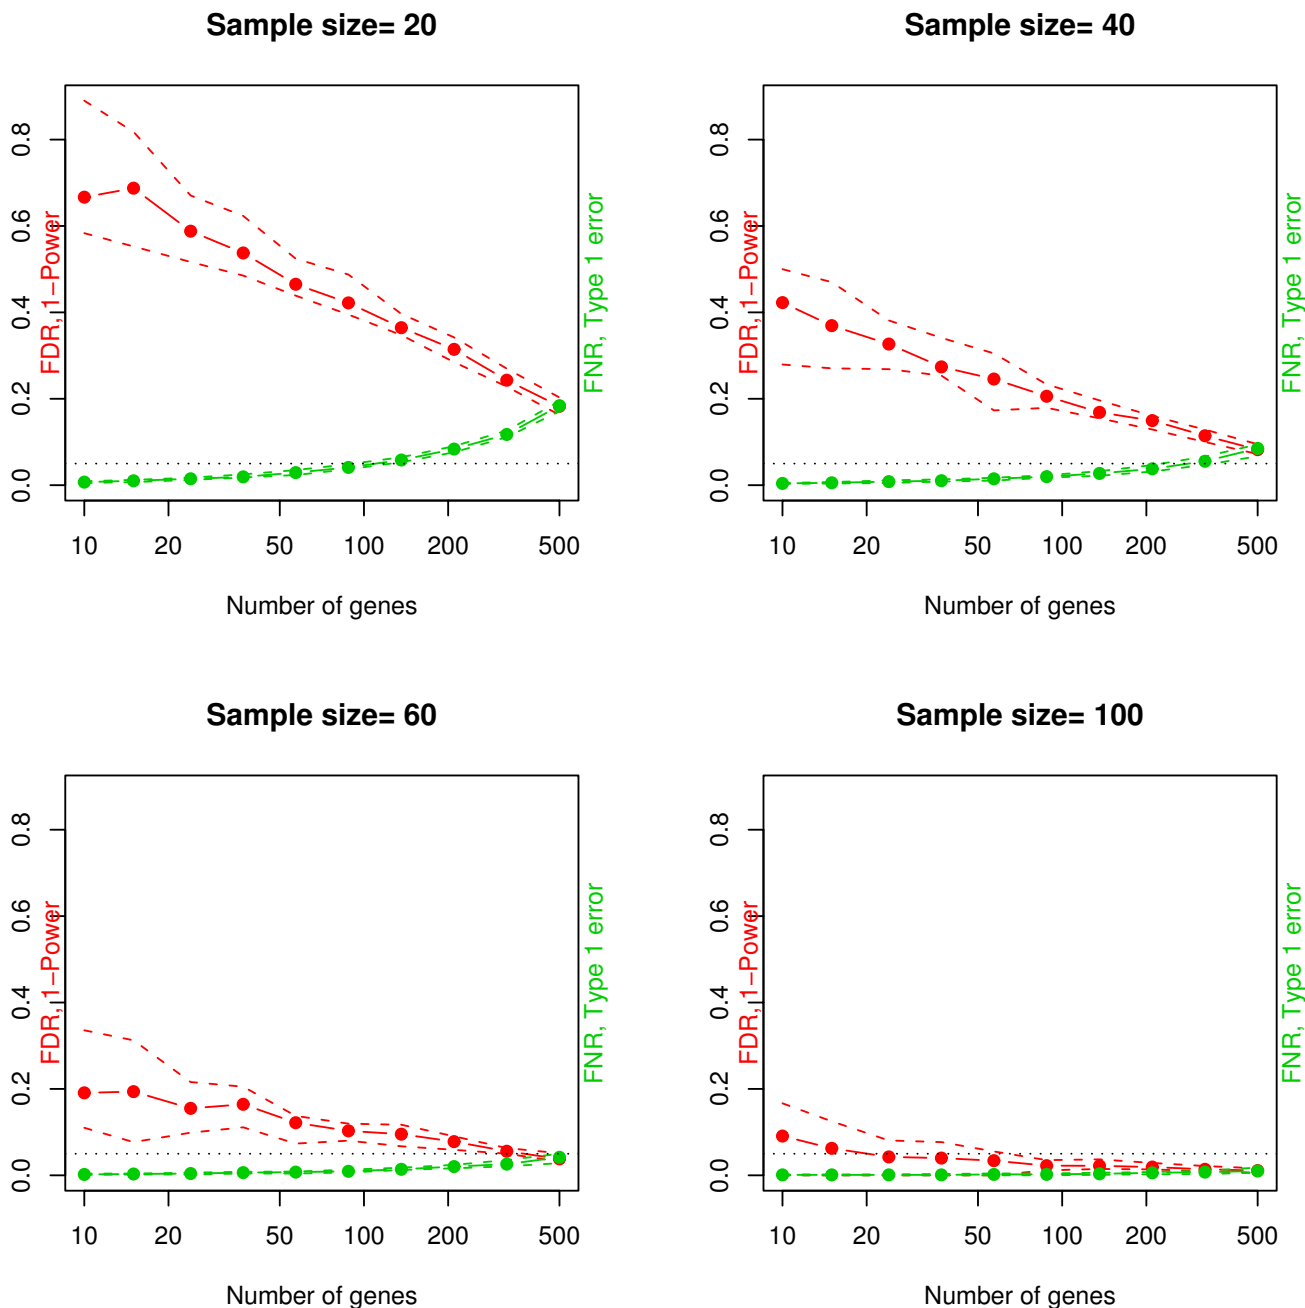 Sample size= 20
0.0 0.2 0.4 0.6 0.8
FDR, 1−Power
FNR, Type 1 error
10 20 50 100 200 500
Number of genes
Sample size= 40
0.0 0.2 0.4 0.6 0.8
FDR, 1−Power
FNR, Type 1 error
10 20 50 100 200 500
Number of genes
Sample size= 60
0.0 0.2 0.4 0.6 0.8
FDR, 1−Power
FNR, Type 1 error
10 20 50 100 200 500
Number of genes
Sample size= 100
0.0 0.2 0.4 0.6 0.8
FDR, 1−Power
FNR, Type 1 error
10 20 50 100 200 500
Number of genes